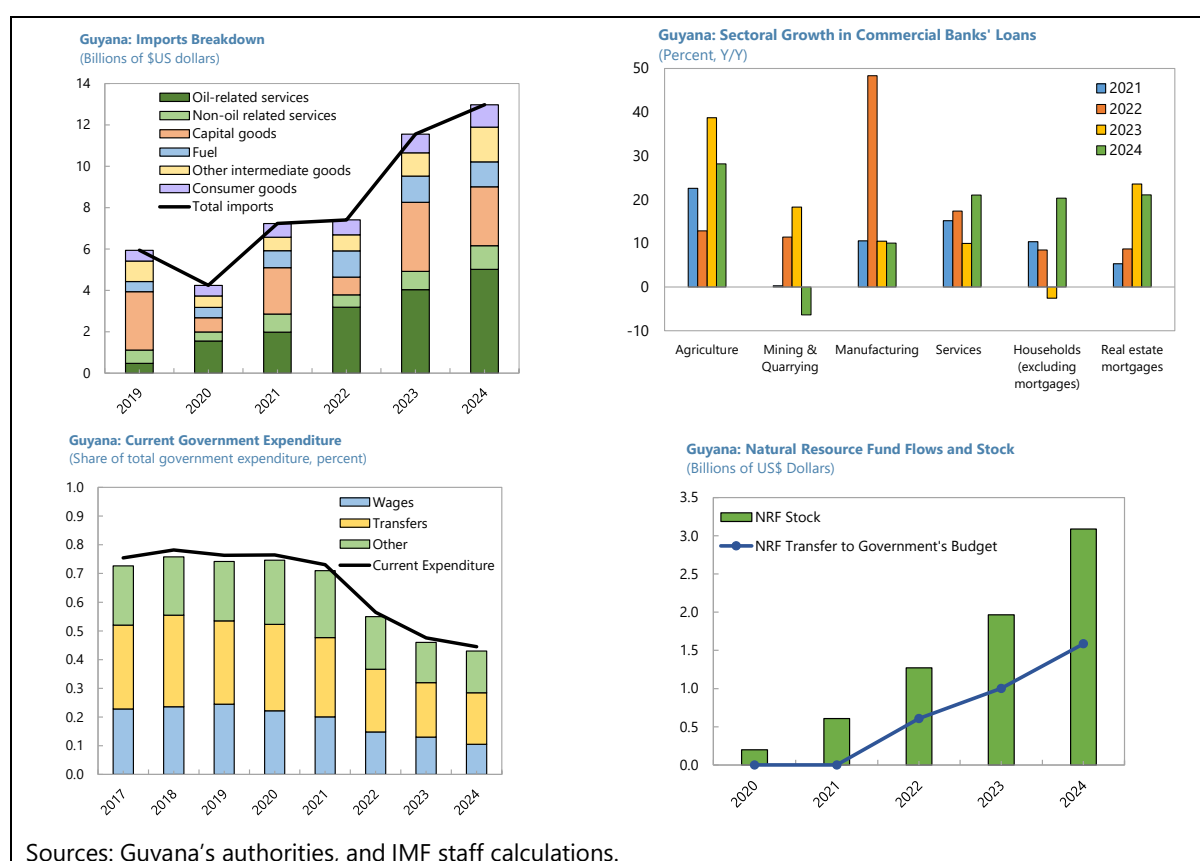 Guyana: Imports Breakdown
(Billions of $US dollars)
14
12
10
8
6
4
2
0
Oil-related services
Non-oil related services
Capital goods
Fuel
Other intermediate goods
Consumer goods
Total imports
2019 2020 2021 2022 2023 2024
Guyana: Sectoral Growth in Commercial Banks' Loans
(Percent, Y/Y)
50
40
30
20
10
0
-10
2021
2022
2023
2024
Agriculture Mining & Manufacturing Services Households Real estate
Quarrying (excluding mortgages)
mortgages)
Guyana: Current Government Expenditure
(Share of total government expenditure, percent)
1.0
0.9
0.8
0.7
0.6
0.5
0.4
0.3
0.2
0.1
0.0
Wages
Transfers
Other
Current Expenditure
2017 2018 2019 2020 2021 2022 2023 2024
Guyana: Natural Resource Fund Flows and Stock
(Billions of US$ Dollars)
3.5
3.0
2.5
2.0
1.5
1.0
0.5
0.0
NRF Stock
NRF Transfer to Government's Budget
2020 2021 2022 2023 2024
Sources: Guyana's authorities, and IMF staff calculations.